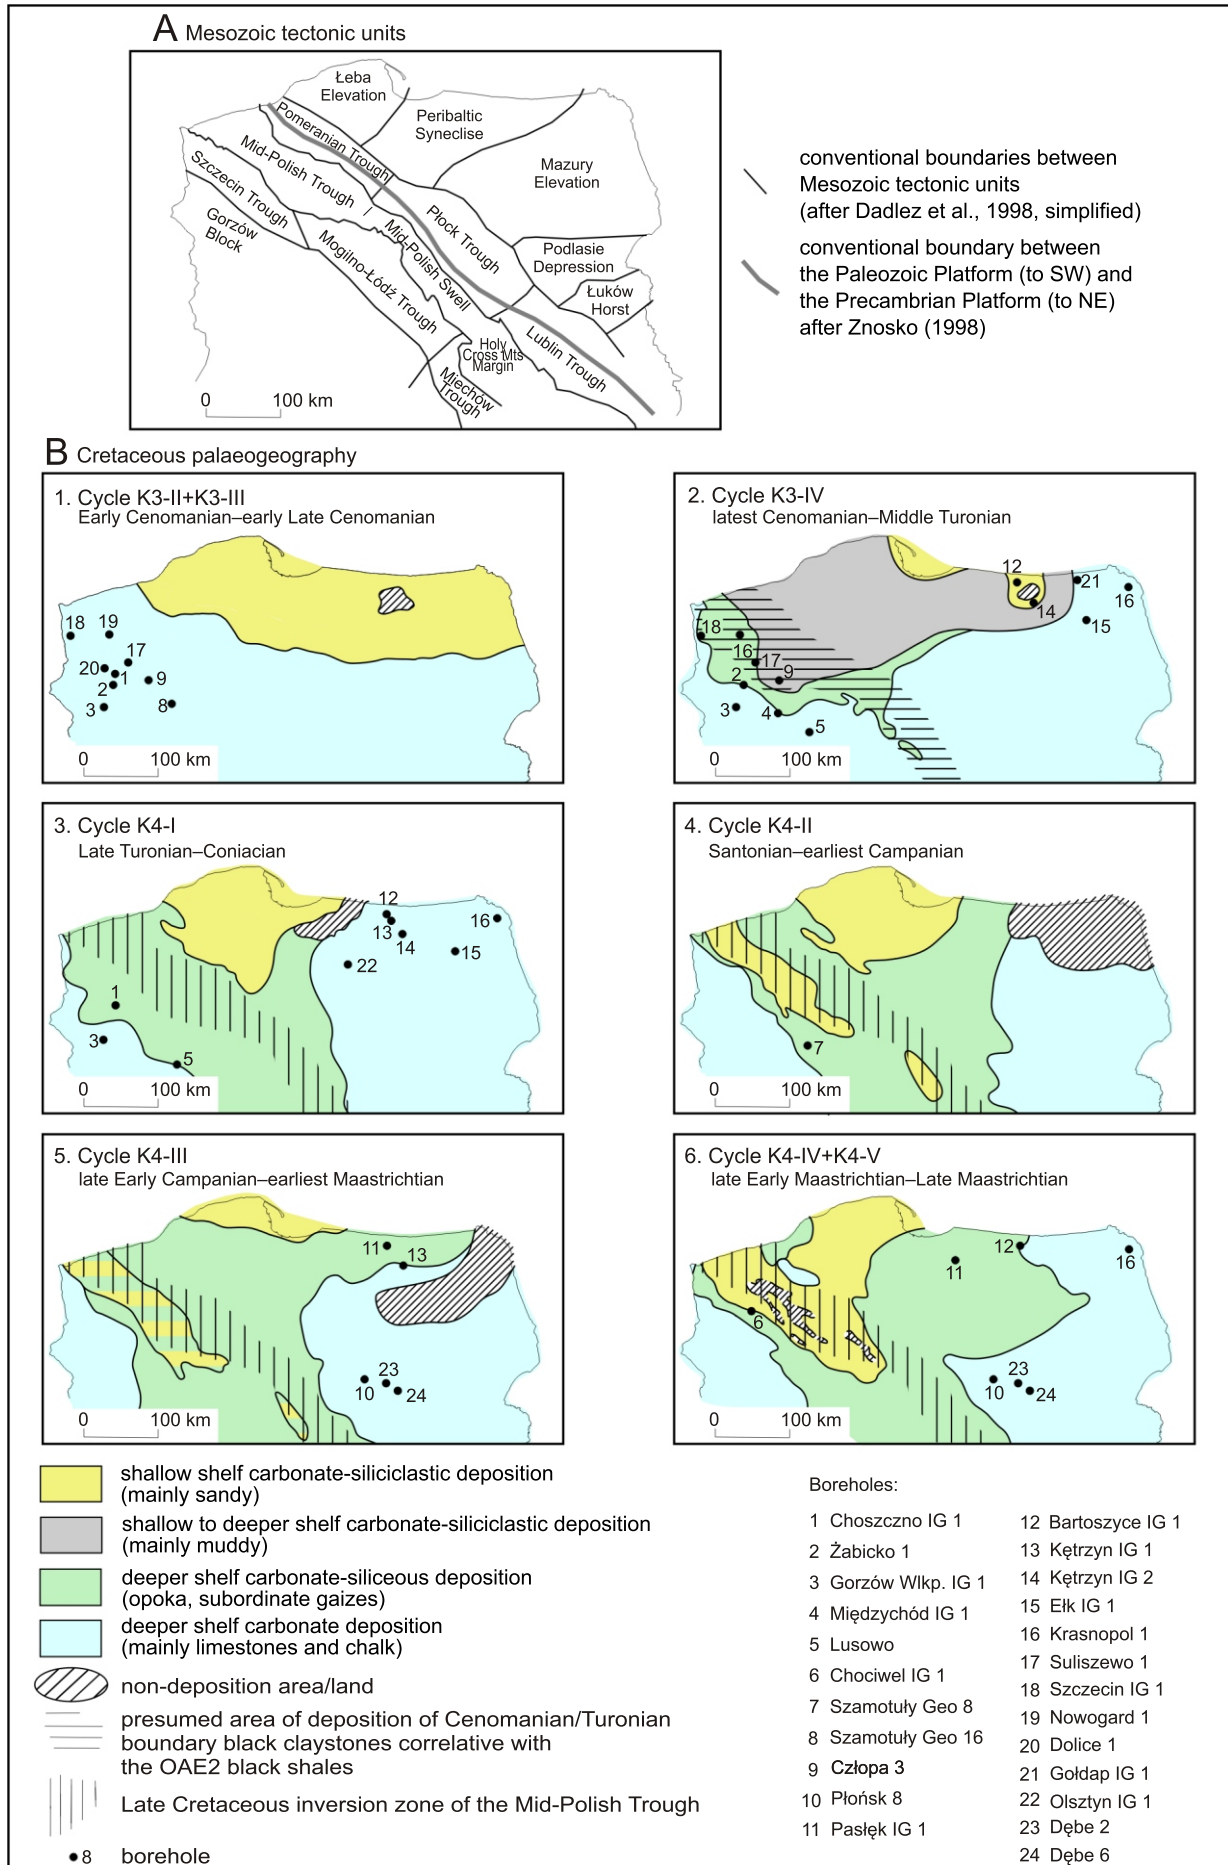 A Mesozoic tectonic units
Łeba
Elevation
Peribaltic
Syneclise
Pomeranian Trough
Mazury
Elevation
Mid-Polish Trough
Szczecin Trough
Gorzów
Block
Płock Trough
Mid-Polish Swell
Mogilno-Łódź Trough
Podlasie
Depression
Łuków
Horst
Holy
Cross Mts
Margin
Lublin Trough
Miechów
Trough
0 100 km
conventional boundaries between
Mesozoic tectonic units
(after Dadlez et al., 1998, simplified)
conventional boundary between
the Paleozoic Platform (to SW) and
the Precambrian Platform (to NE)
after Znosko (1998)
B Cretaceous palaeogeography
1. Cycle K3-II+K3-III
Early Cenomanian–early Late Cenomanian
18 19
17
20
1 9
2
3 8
0 100 km
2. Cycle K3-IV
latest Cenomanian–Middle Turonian
12
21
16
14
15
18
16
17
2 9
3 4
5
0 100 km
3. Cycle K4-I
Late Turonian–Coniacian
12
16
13
14
15
22
1
3
5
0 100 km
4. Cycle K4-II
Santonian–earliest Campanian
7
0 100 km
5. Cycle K4-III
late Early Campanian–earliest Maastrichtian
11 13
23
10 24
0 100 km
6. Cycle K4-IV+K4-V
late Early Maastrichtian–Late Maastrichtian
12
16
11
6
23
10 24
0 100 km
shallow shelf carbonate-siliciclastic deposition
(mainly sandy)
shallow to deeper shelf carbonate-siliciclastic deposition
(mainly muddy)
deeper shelf carbonate-siliceous deposition
(opoka, subordinate gaizes)
deeper shelf carbonate deposition
(mainly limestones and chalk)
non-deposition area/land
presumed area of deposition of Cenomanian/Turonian
boundary black claystones correlative with
the OAE2 black shales
Late Cretaceous inversion zone of the Mid-Polish Trough
8 borehole
Boreholes:
1 Choszczno IG 1
2 Żabicko 1
3 Gorzów Wlkp. IG 1
4 Międzychód IG 1
5 Lusowo
6 Chociwel IG 1
7 Szamotuły Geo 8
8 Szamotuły Geo 16
9 Człopa 3
10 Płońsk 8
11 Pasłęk IG 1
12 Bartoszyce IG 1
13 Kętrzyn IG 1
14 Kętrzyn IG 2
15 Ełk IG 1
16 Krasnopol 1
17 Suliszewo 1
18 Szczecin IG 1
19 Nowogard 1
20 Dolice 1
21 Gołdap IG 1
22 Olsztyn IG 1
23 Dębe 2
24 Dębe 6